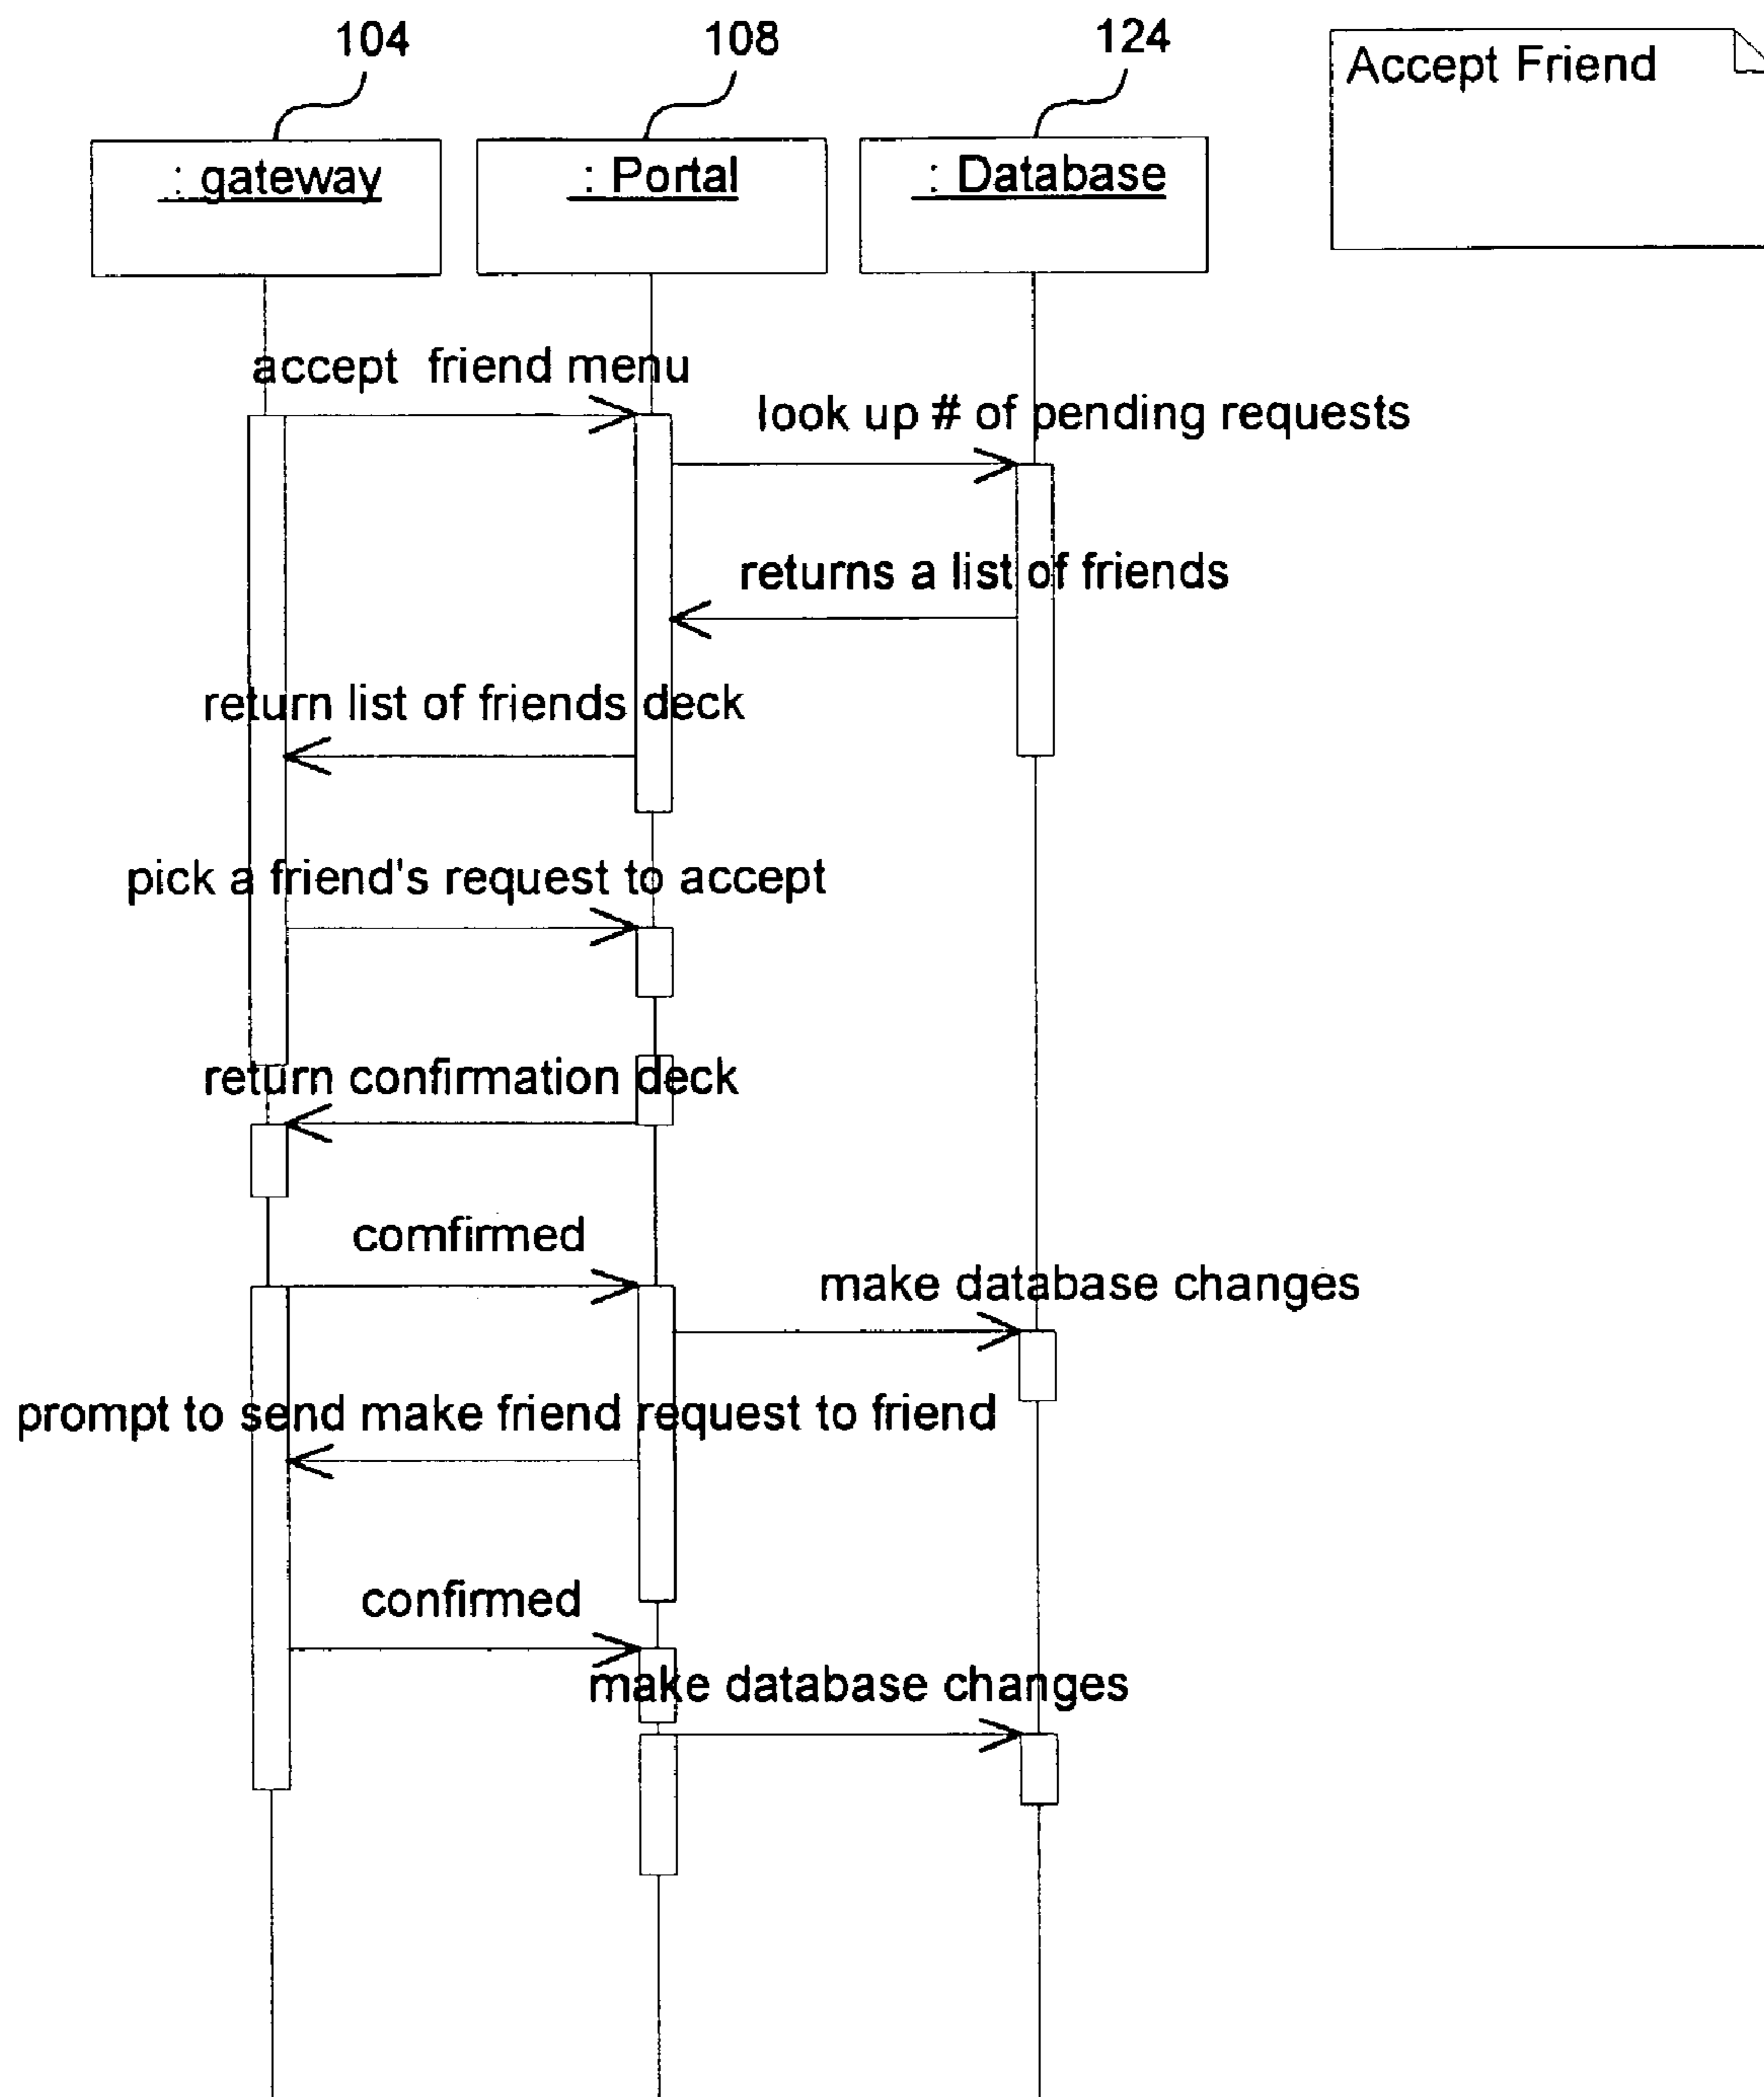 104
108
124
Accept Friend
: gateway
: Portal
: Database
accept friend menu
look up # of pending requests
returns a list of friends
return list of friends deck
pick a friend's request to accept
return confirmation deck
comfirmed
make database changes
prompt to send make friend request to friend
confirmed
make database changes